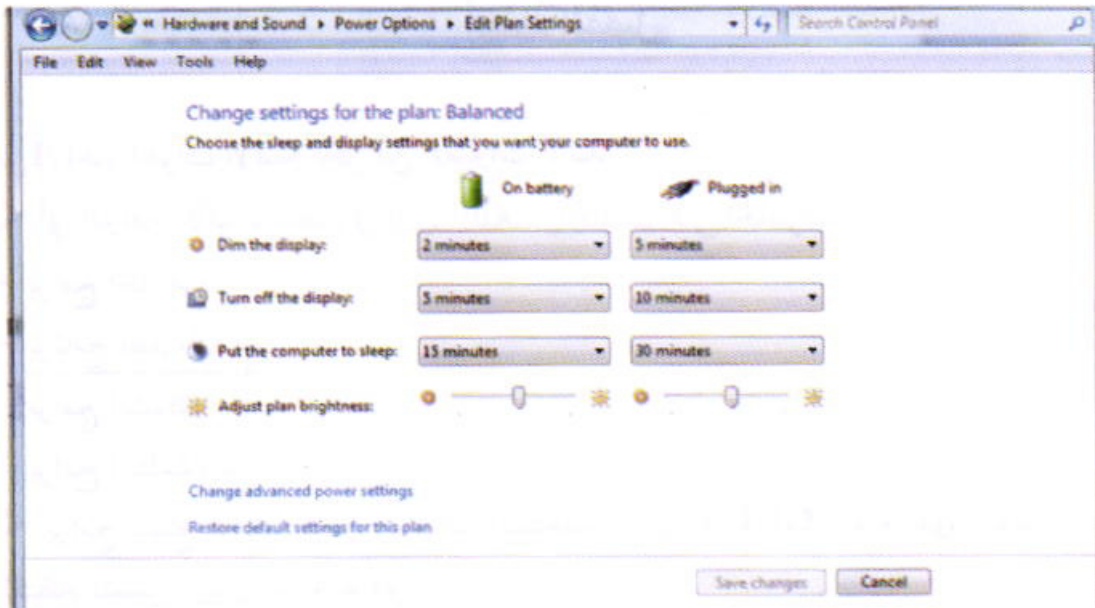 « Hardware and Sound ▸ Power Options ▸ Edit Plan Settings
Search Control Panel
File Edit View Tools Help
Change settings for the plan: Balanced
Choose the sleep and display settings that you want your computer to use.
On battery Plugged in
Dim the display: 2 minutes 5 minutes
Turn off the display: 5 minutes 10 minutes
Put the computer to sleep: 15 minutes 30 minutes
Adjust plan brightness:
Change advanced power settings
Restore default settings for this plan
Save changes Cancel